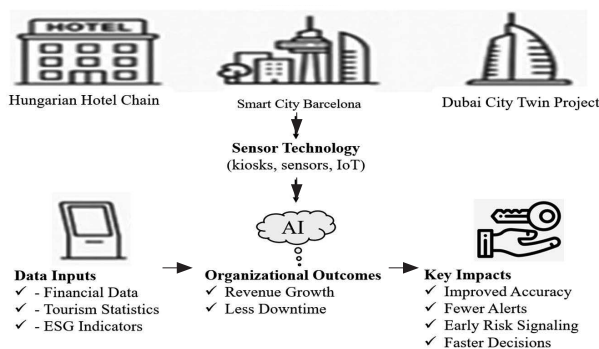 HOTEL
Hungarian Hotel Chain
Smart City Barcelona
Dubai City Twin Project
Sensor Technology
(kiosks, sensors, IoT)
AI
Data Inputs
✓ - Financial Data
✓ - Tourism Statistics
✓ - ESG Indicators
Organizational Outcomes
✓ Revenue Growth
✓ Less Downtime
Key Impacts
✓ Improved Accuracy
✓ Fewer Alerts
✓ Early Risk Signaling
✓ Faster Decisions